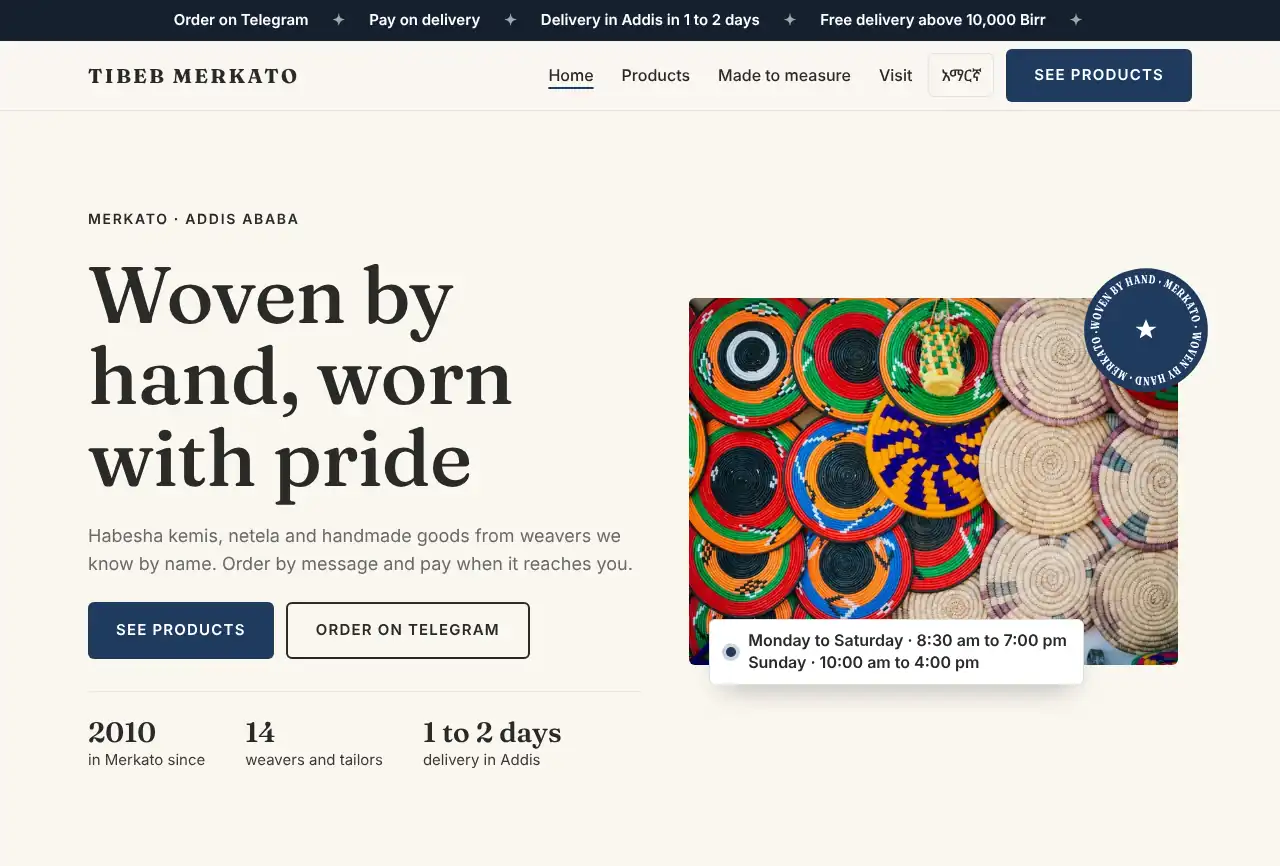 Order on Telegram ✦ Pay on delivery ✦ Delivery in Addis in 1 to 2 days ✦ Free delivery above 10,000 Birr ✦
TIBEB MERKATO
Home Products Made to measure Visit አማርኛ SEE PRODUCTS
MERKATO · ADDIS ABABA
Woven by
hand, worn
with pride
WOVEN BY HAND · MERKATO · WOVEN BY HAND · MERKATO ·
Habesha kemis, netela and handmade goods from weavers we
know by name. Order by message and pay when it reaches you.
SEE PRODUCTS ORDER ON TELEGRAM
Monday to Saturday · 8:30 am to 7:00 pm
Sunday · 10:00 am to 4:00 pm
2010 14 1 to 2 days
in Merkato since weavers and tailors delivery in Addis